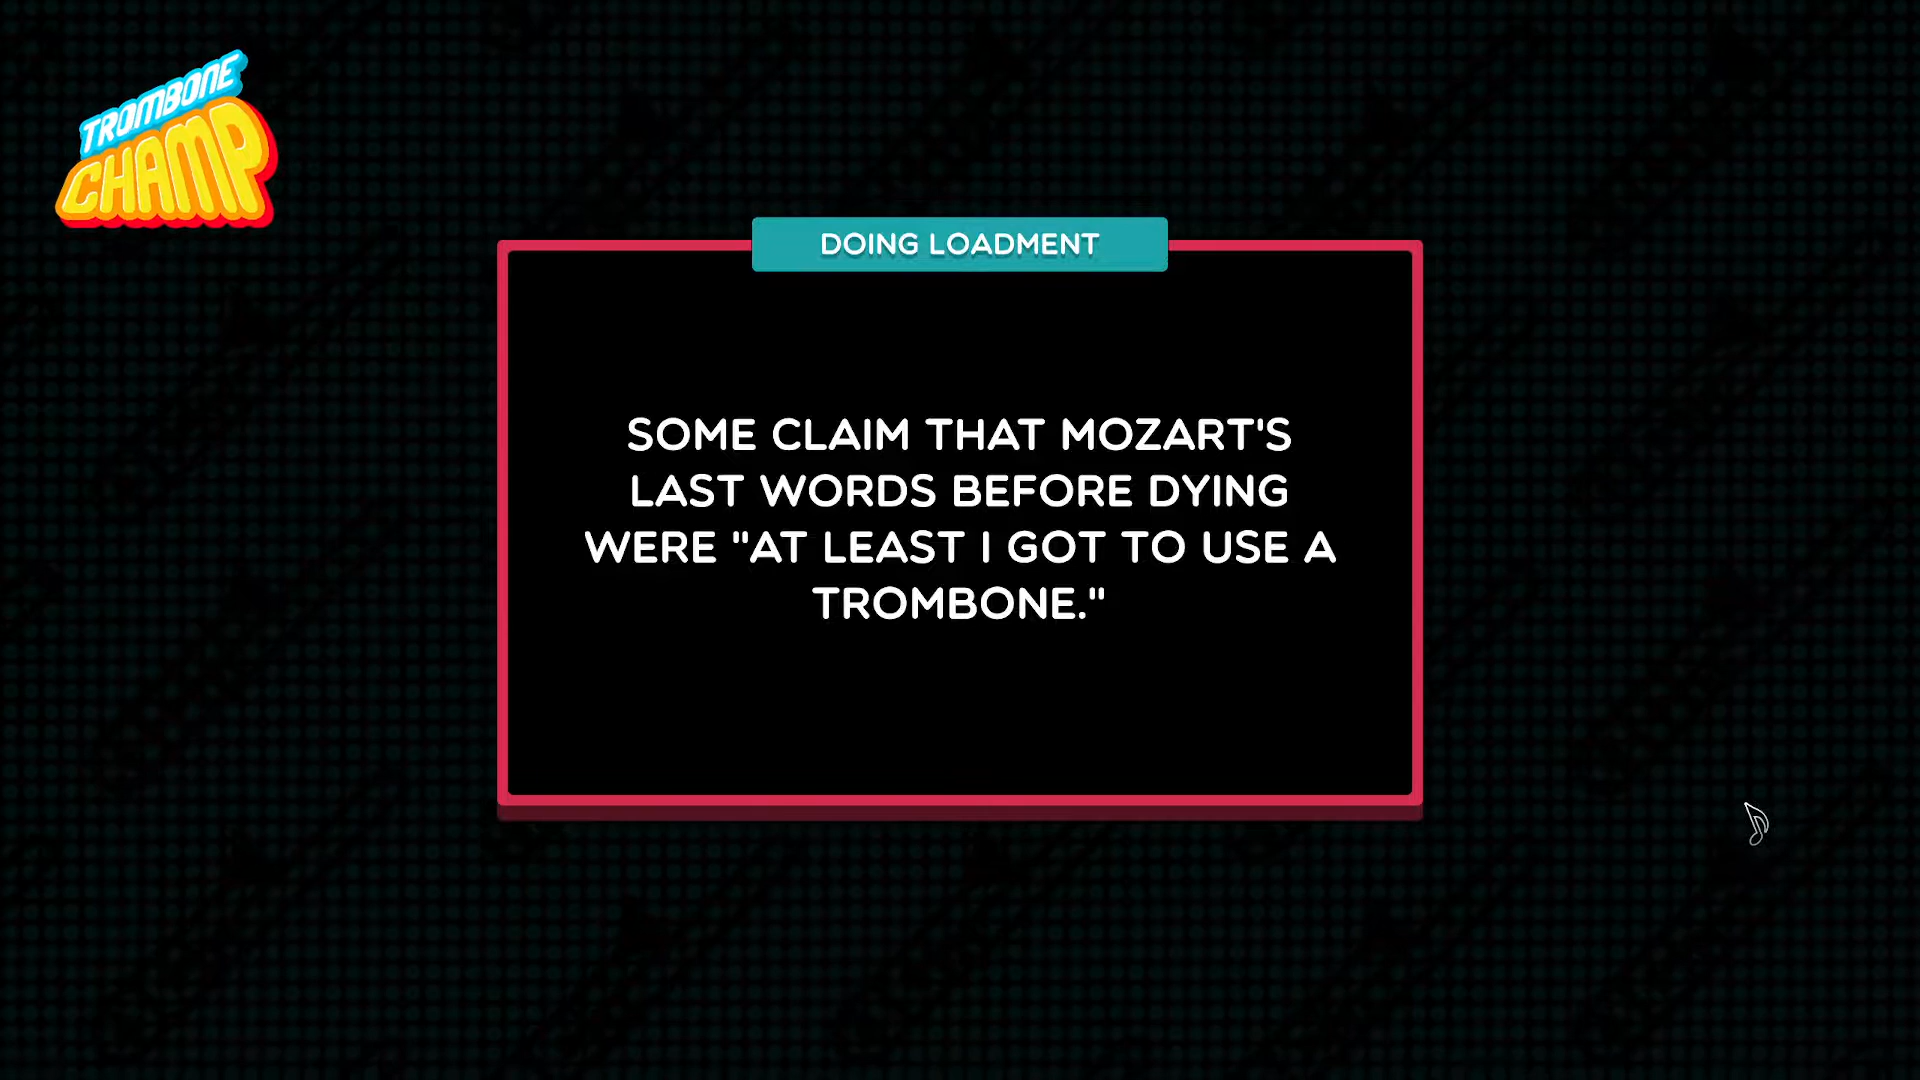 TROMBONE
CHAMP
DOING LOADMENT
SOME CLAIM THAT MOZART'S
LAST WORDS BEFORE DYING
WERE "AT LEAST I GOT TO USE A
TROMBONE."